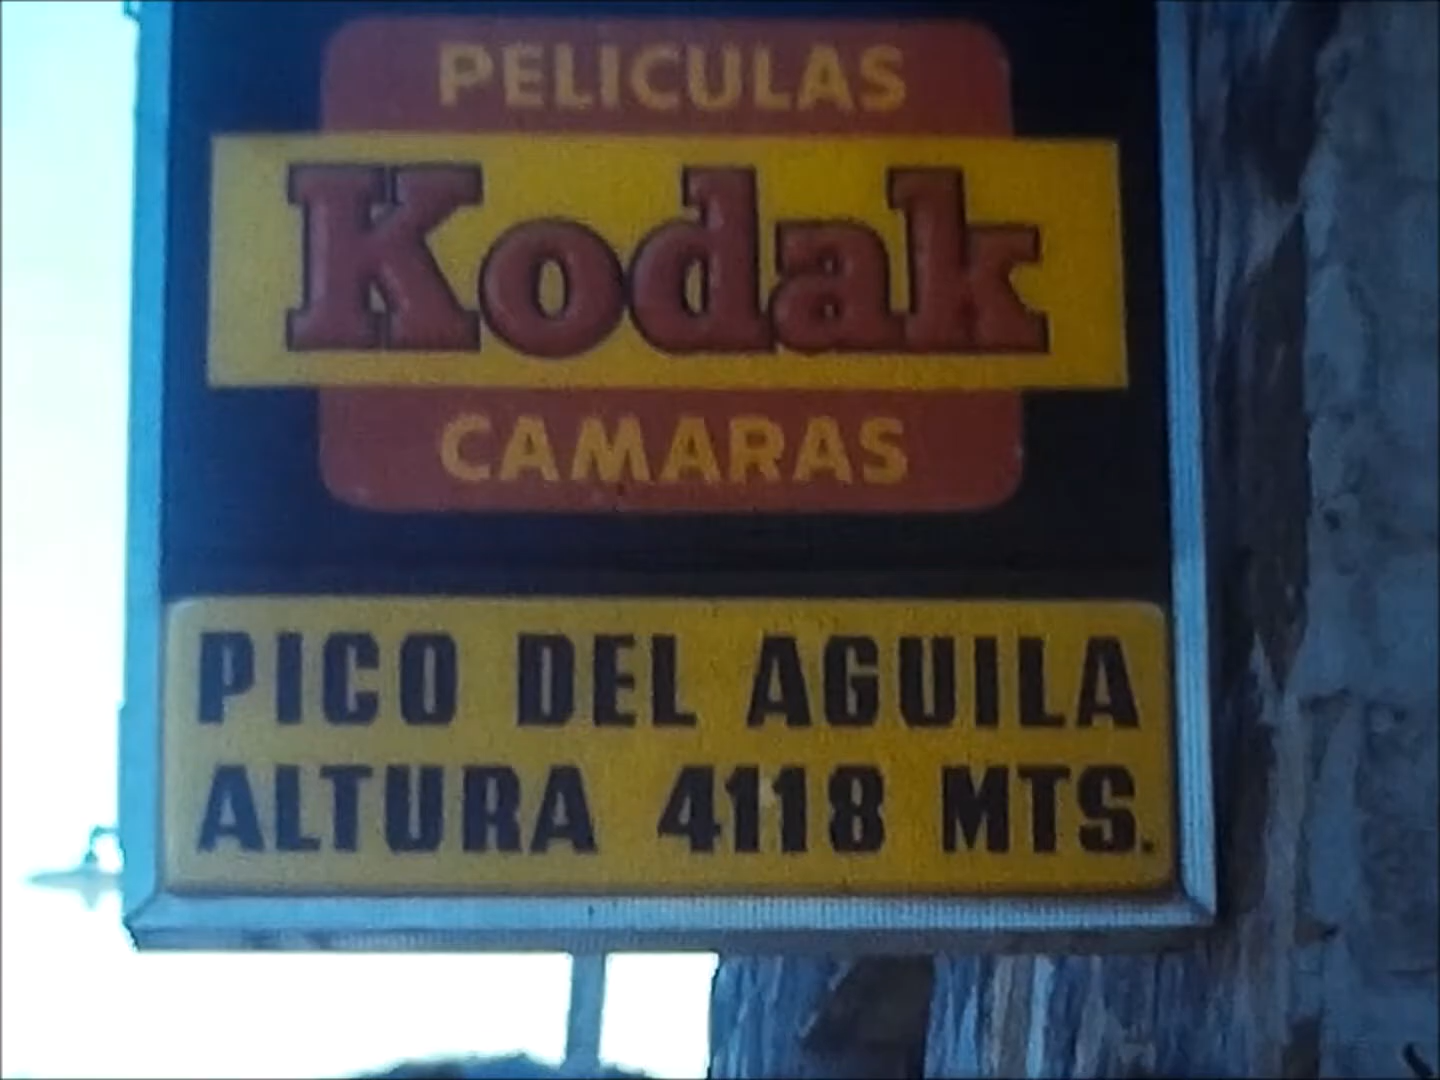 PELICULAS
Kodak
CAMARAS
PICO DEL AGUILA
ALTURA 4118 MTS.